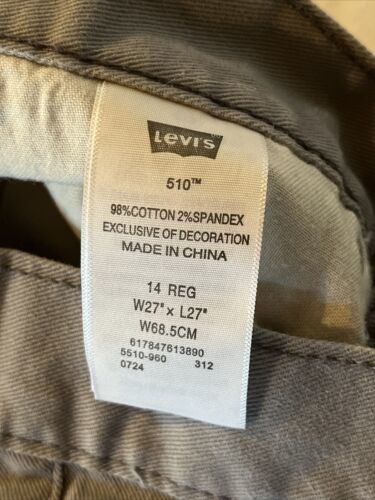 Levi's
510™
98%COTTON 2%SPANDEX
EXCLUSIVE OF DECORATION
MADE IN CHINA
14 REG
W27" x L27"
W68.5CM
617847613890
5510-960 312
0724